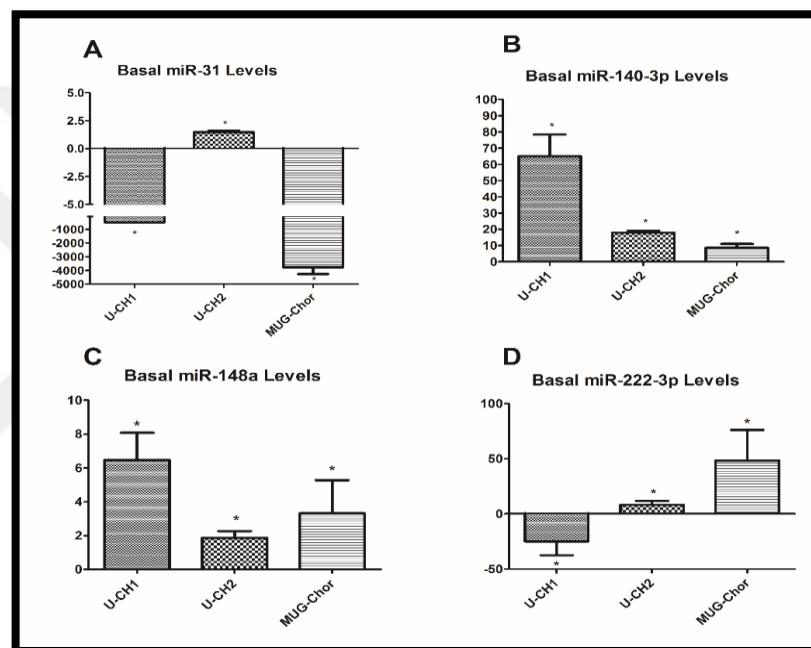 A
Basal miR-31 Levels
5.0
2.5
0.0
-2.5
-5.0
-1000
-2000
-3000
-4000
-5000
*
*
*
U-CH1
U-CH2
MUG-Chor
B
Basal miR-140-3p Levels
100
90
80
70
60
50
40
30
20
10
0
*
*
*
U-CH1
U-CH2
MUG-Chor
C
Basal miR-148a Levels
8
6
4
2
0
10
*
*
*
U-CH1
U-CH2
MUG-Chor
D
Basal miR-222-3p Levels
100
50
0
-50
*
*
*
U-CH1
U-CH2
MUG-Chor